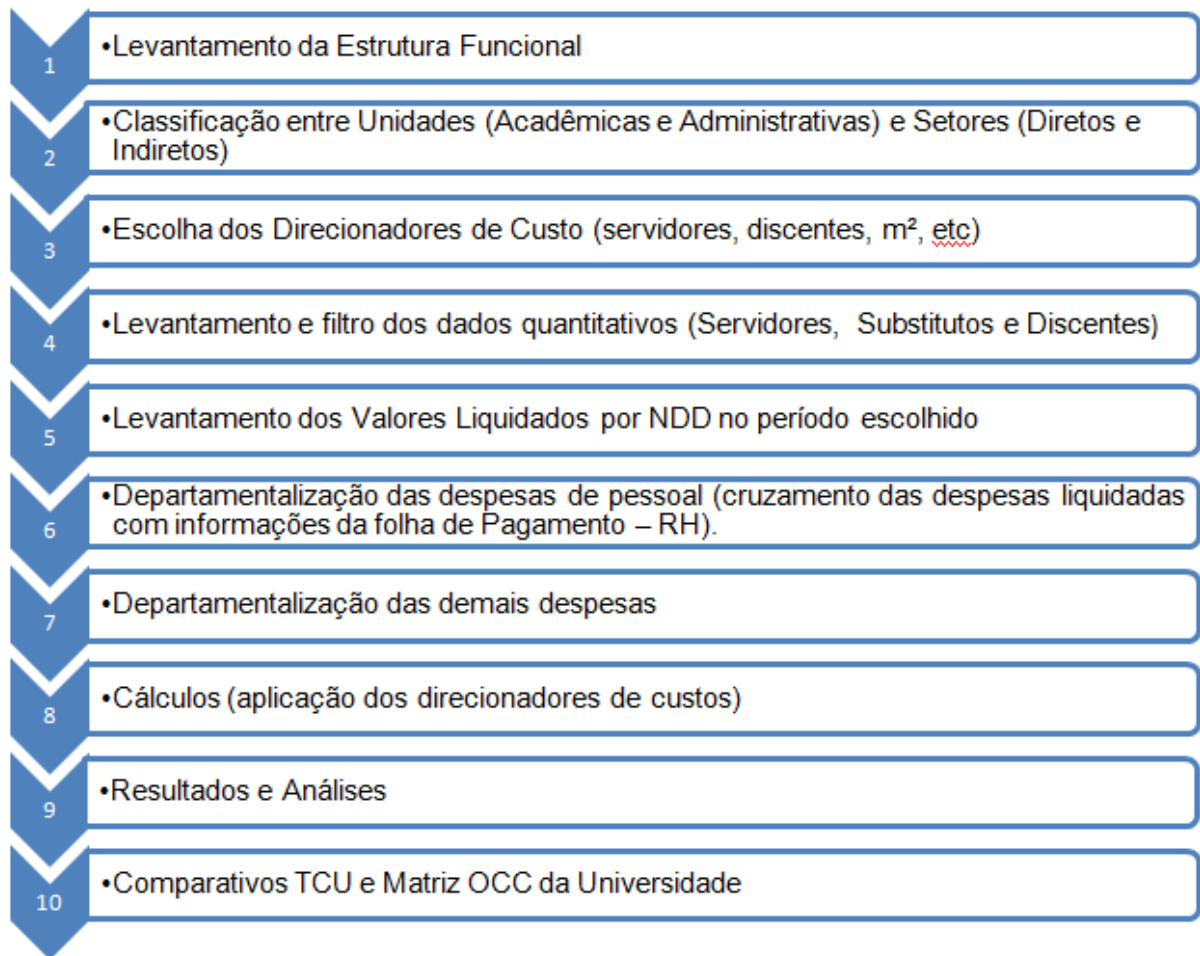 1
•Levantamento da Estrutura Funcional
2
•Classificação entre Unidades (Acadêmicas e Administrativas) e Setores (Diretos e
Indiretos)
3
•Escolha dos Direcionadores de Custo (servidores, discentes, m², etc)
4
•Levantamento e filtro dos dados quantitativos (Servidores, Substitutos e Discentes)
5
•Levantamento dos Valores Liquidados por NDD no período escolhido
6
•Departamentalização das despesas de pessoal (cruzamento das despesas liquidadas
com informações da folha de Pagamento – RH).
7
•Departamentalização das demais despesas
8
•Cálculos (aplicação dos direcionadores de custos)
9
•Resultados e Análises
10
•Comparativos TCU e Matriz OCC da Universidade